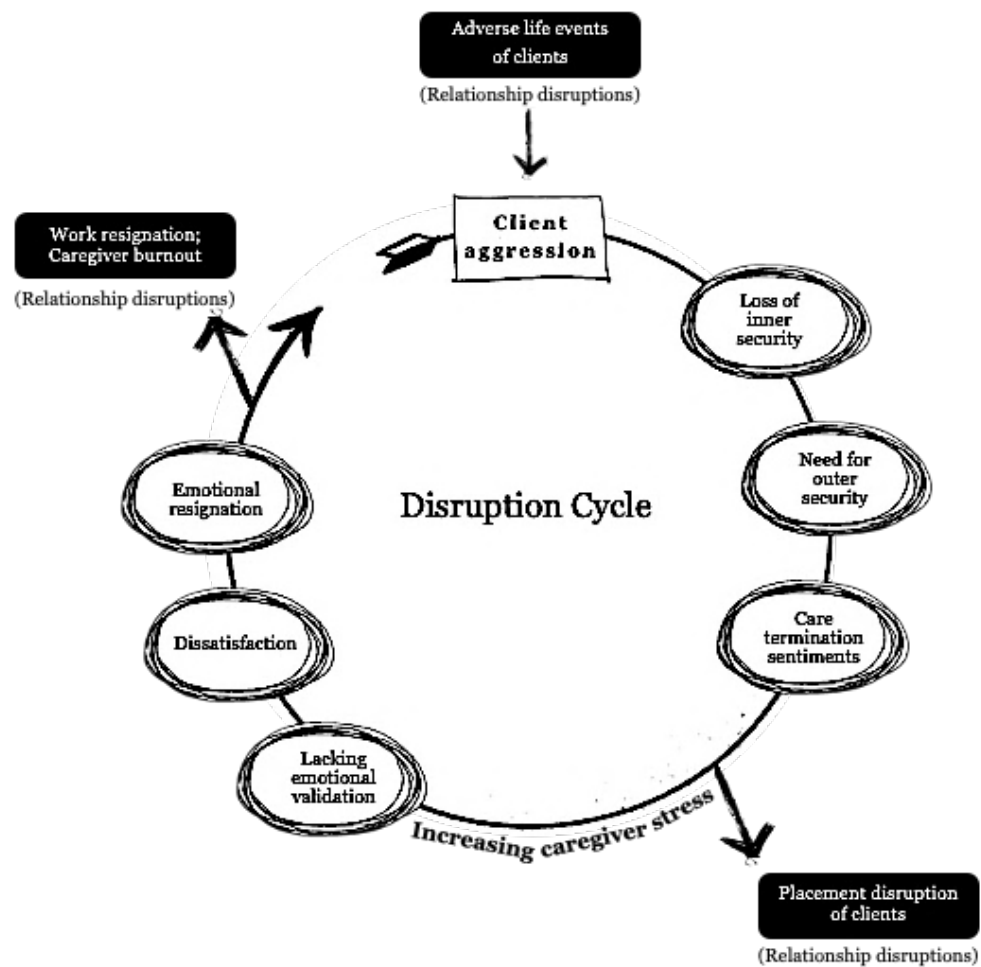 Adverse life events
of clients
(Relationship disruptions)
Client
aggression
Work resignation;
Caregiver burnout
(Relationship disruptions)
Loss of
inner
security
Need for
outer
security
Care
termination
sentiments
Disruption Cycle
Emotional
resignation
Dissatisfaction
Lacking
emotional
validation
Increasing caregiver stress
Placement disruption
of clients
(Relationship disruptions)